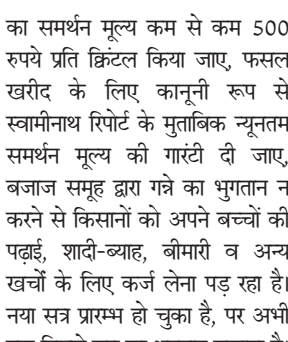 का समर्थन मूल्य कम से कम 500
रुपये प्रति क्विंटल किया जाए, फसल
खरीद के लिए कानूनी रूप से
स्वामीनाथ रिपोर्ट के मुताबिक न्यूनतम
समर्थन मूल्य की गारंटी दी जाए,
बजाज समूह द्वारा गन्ने का भुगतान न
करने से किसानों को अपने बच्चों की
पढ़ाई, शादी-ब्याह, बीमारी व अन्य
खर्चों के लिए कर्ज लेना पड़ रहा है।
नया सत्र प्रारम्भ हो चुका है, पर अभी